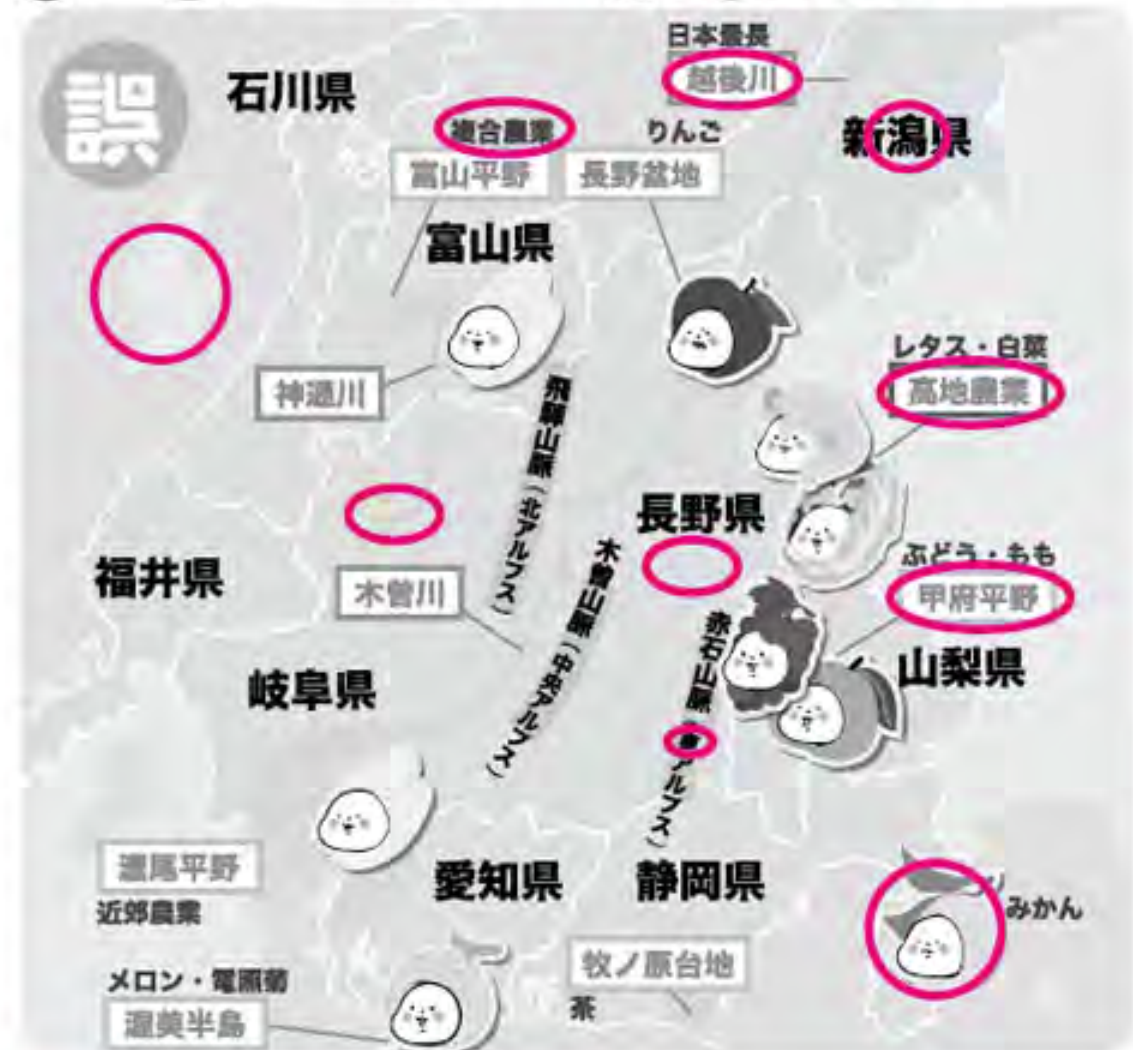 誤
石川県
日本最長
越後川
新潟県
複合農業
富山平野
りんご
長野盆地
富山県
神通川
飛騨山脈(北アルプス)
レタス・白菜
高地農業
長野県
木曽山脈(中央アルプス)
福井県
木曽川
ぶどう・もも
甲府平野
赤石山脈(東アルプス)
山梨県
岐阜県
濃尾平野
近郊農業
愛知県
静岡県
みかん
メロン・電照菊
渥美半島
牧ノ原台地
茶